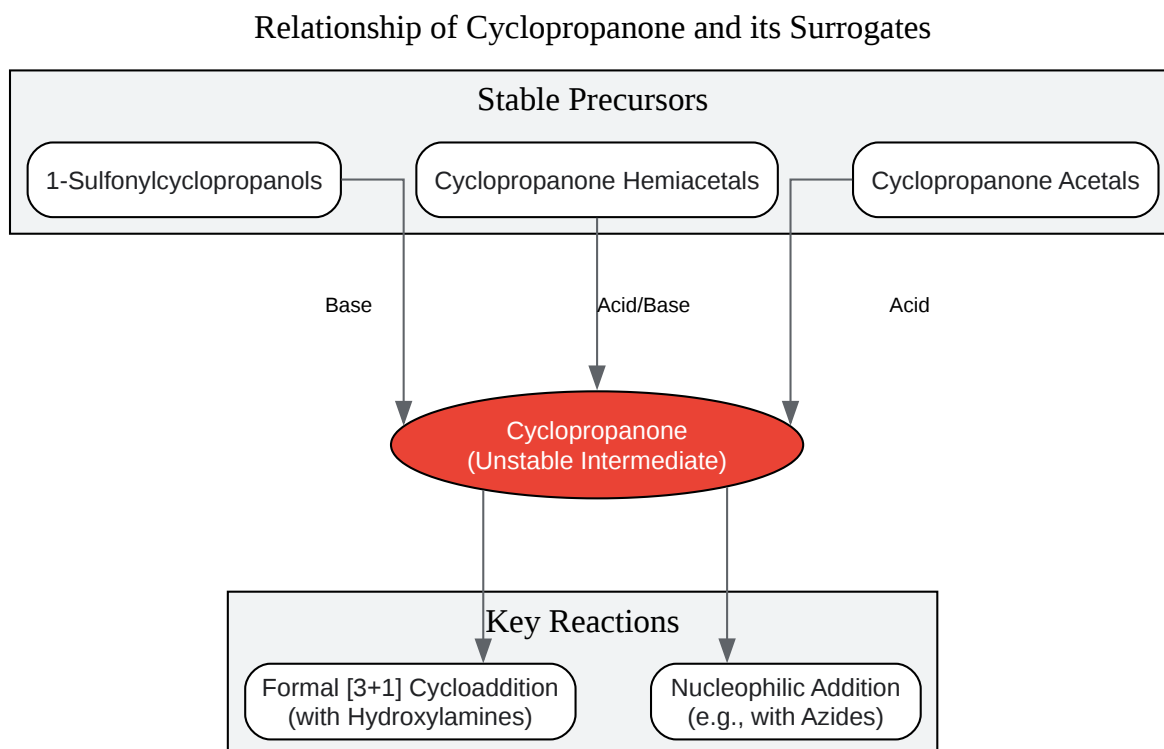 Relationship of Cyclopropanone and its Surrogates
Stable Precursors
1-Sulfonylcyclopropanols
Cyclopropanone Hemiacetals
Cyclopropanone Acetals
Base
Acid/Base
Acid
Cyclopropanone
(Unstable Intermediate)
Key Reactions
Formal [3+1] Cycloaddition
(with Hydroxylamines)
Nucleophilic Addition
(e.g., with Azides)